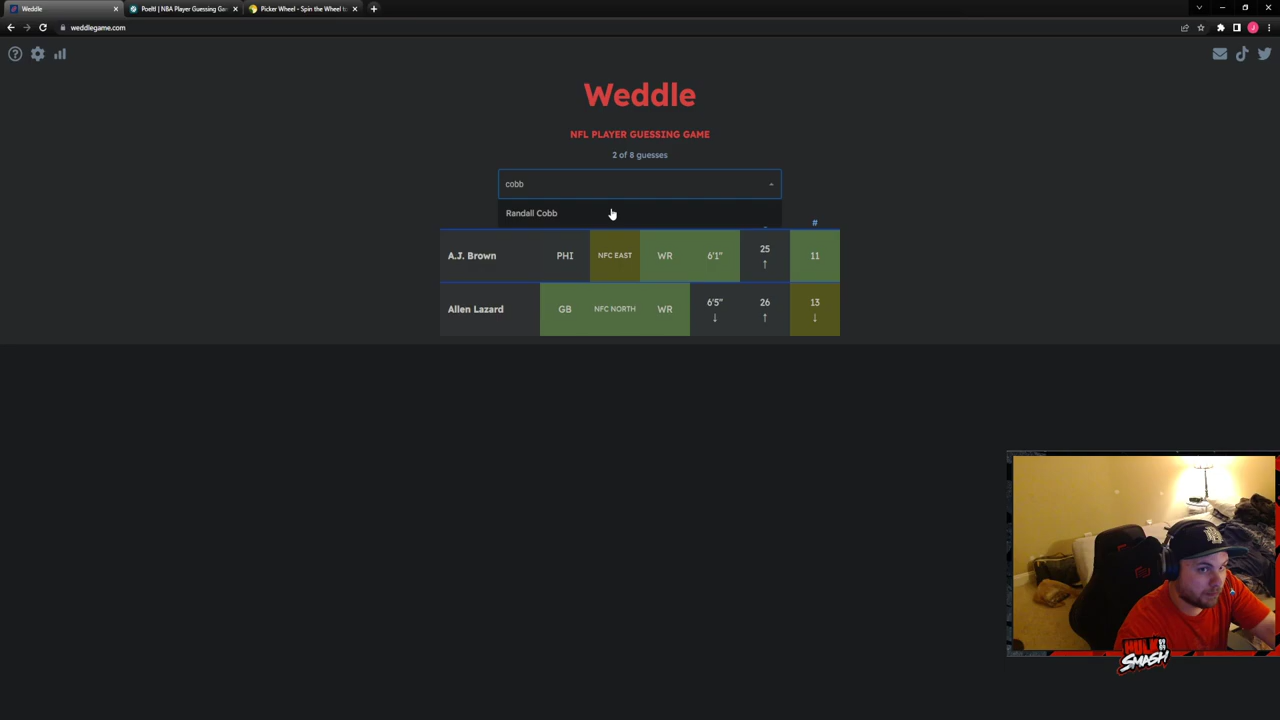 Weddle
Poeltl | NBA Player Guessing Ga
Picker Wheel - Spin the Wheel to
weddlegame.com
J
Weddle
NFL PLAYER GUESSING GAME
2 of 8 guesses
cobb
Randall Cobb
#
A.J. Brown PHI NFC EAST WR 6'1" 25 ↑ 11
Allen Lazard GB NFC NORTH WR 6'5" ↓ 26 ↑ 13 ↓
HULK
SMASH